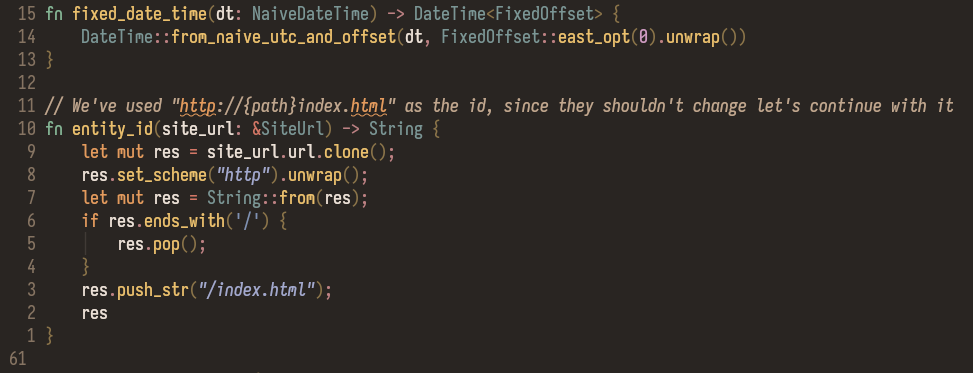 15 fn fixed_date_time(dt: NaiveDateTime) -> DateTime<FixedOffset> {
14     DateTime::from_naive_utc_and_offset(dt, FixedOffset::east_opt(0).unwrap())
13 }
12
11 // We've used "http://{path}index.html" as the id, since they shouldn't change let's continue with it
10 fn entity_id(site_url: &SiteUrl) -> String {
9     let mut res = site_url.url.clone();
8     res.set_scheme("http").unwrap();
7     let mut res = String::from(res);
6     if res.ends_with('/') {
5         res.pop();
4     }
3     res.push_str("/index.html");
2     res
1 }
61